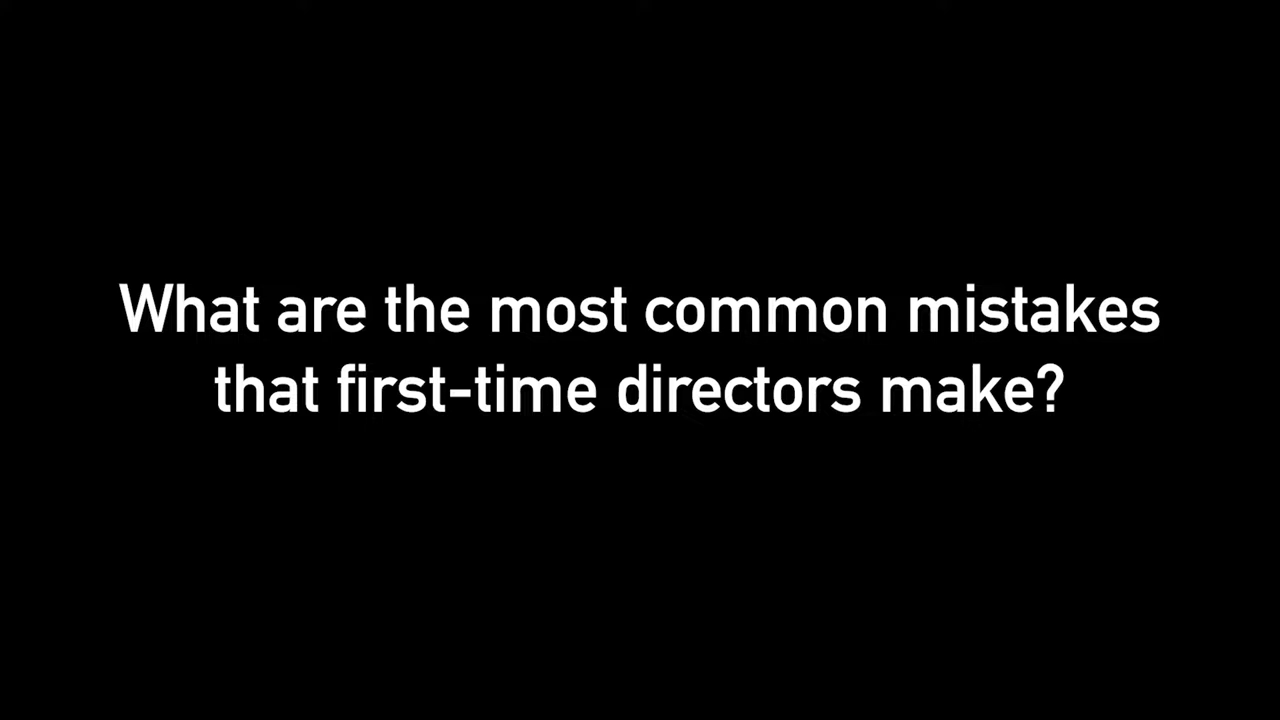 What are the most common mistakes
that first-time directors make?